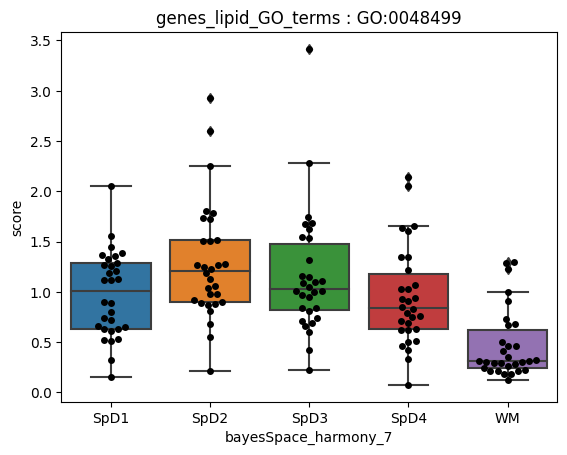 genes_lipid_GO_terms : GO:0048499
3.5
3.0
2.5
2.0
1.5
1.0
0.5
0.0
score
SpD1 SpD2 SpD3 SpD4 WM
bayesSpace_harmony_7